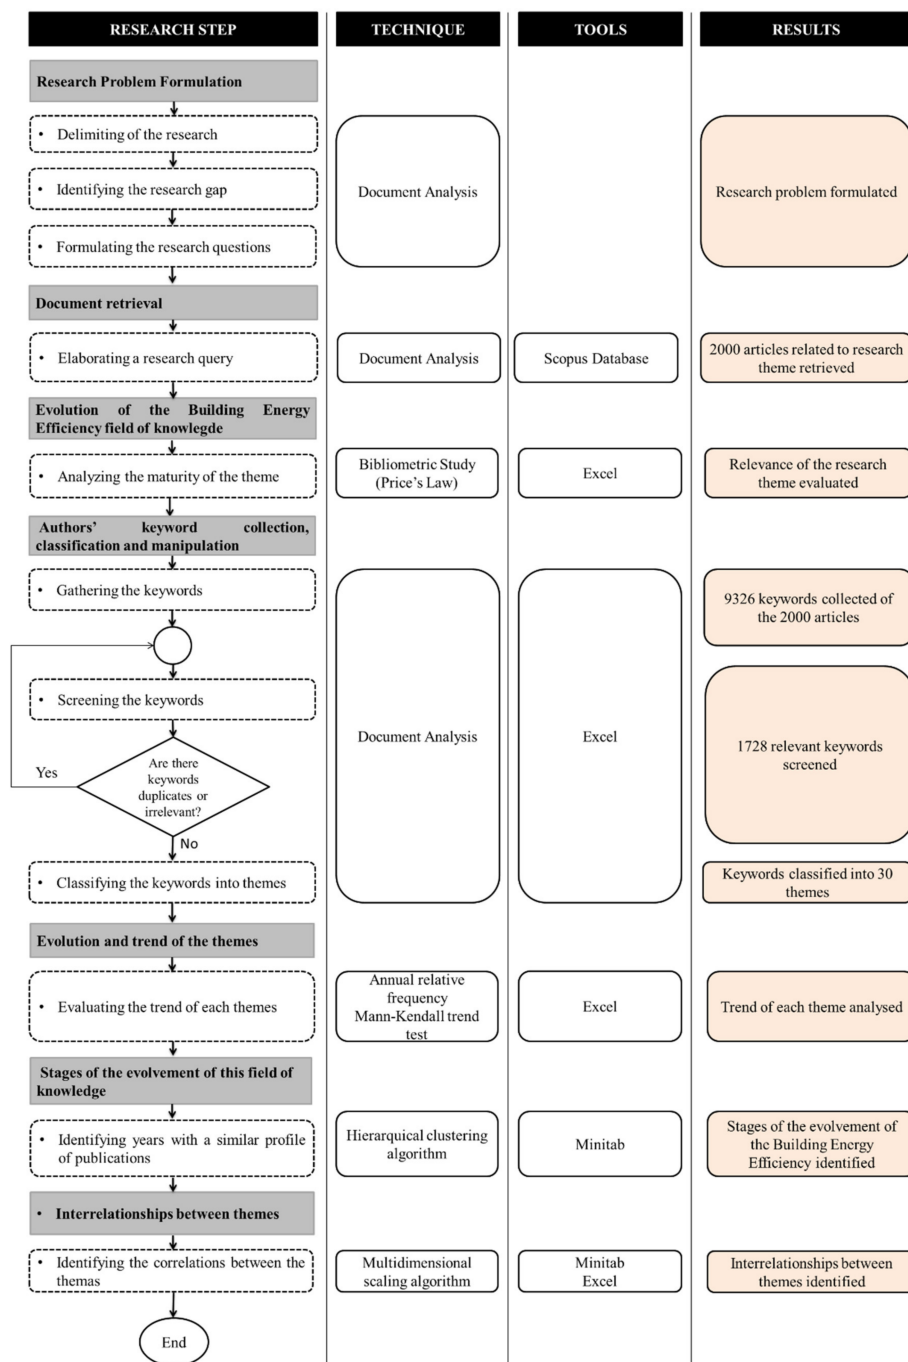 RESEARCH STEP
TECHNIQUE
TOOLS
RESULTS
Research Problem Formulation
• Delimiting of the research
• Identifying the research gap
• Formulating the research questions
Document Analysis
Research problem formulated
Document retrieval
• Elaborating a research query
Document Analysis
Scopus Database
2000 articles related to research
theme retrieved
Evolution of the Building Energy
Efficiency field of knowlegde
• Analyzing the maturity of the theme
Bibliometric Study
(Price's Law)
Excel
Relevance of the research
theme evaluated
Authors' keyword collection,
classification and manipulation
• Gathering the keywords
• Screening the keywords
Are there
keywords
duplicates or
irrelevant?
Yes
No
• Classifying the keywords into themes
Document Analysis
Excel
9326 keywords collected of
the 2000 articles
1728 relevant keywords
screened
Keywords classified into 30
themes
Evolution and trend of the themes
• Evaluating the trend of each themes
Annual relative
frequency
Mann-Kendall trend
test
Excel
Trend of each theme analysed
Stages of the evolvement of this field of
knowledge
• Identifying years with a similar profile
of publications
Hierarquical clustering
algorithm
Minitab
Stages of the evolvement of
the Building Energy
Efficiency identified
• Interrelationships between themes
• Identifying the correlations between the
themas
Multidimensional
scaling algorithm
Minitab
Excel
Interrelationships between
themes identified
End